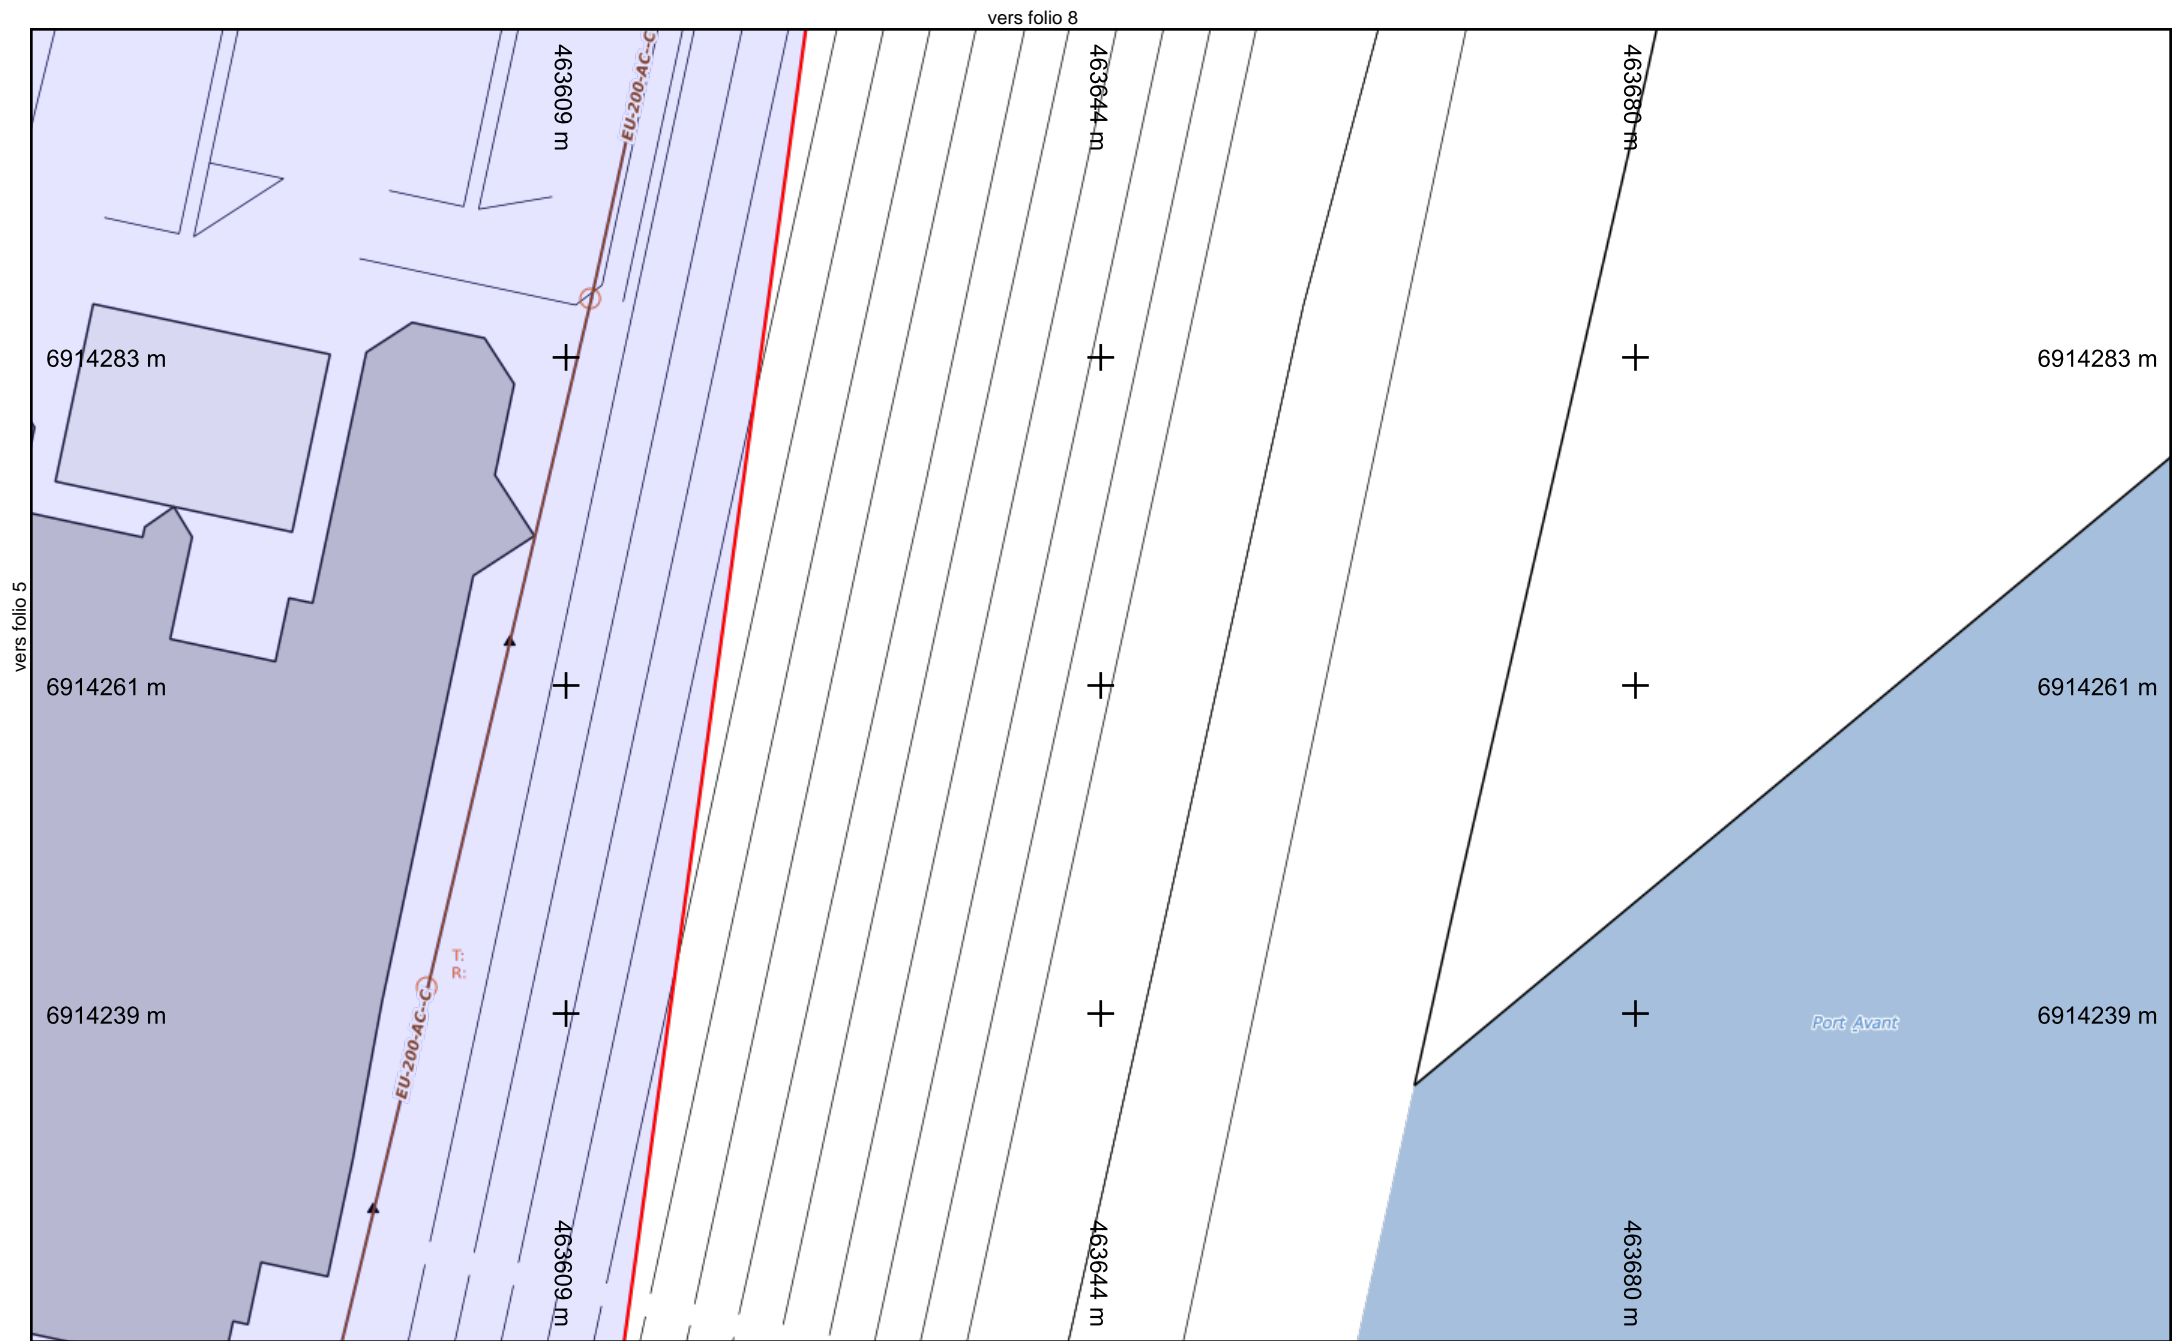 vers folio 8
EU-200-AC--C
463609 m
463644 m
463680 m
6914283 m
6914283 m
vers folio 5
6914261 m
6914261 m
T:
R:
EU-200-AC--C
6914239 m
Port Avant
6914239 m
463609 m
463644 m
463680 m